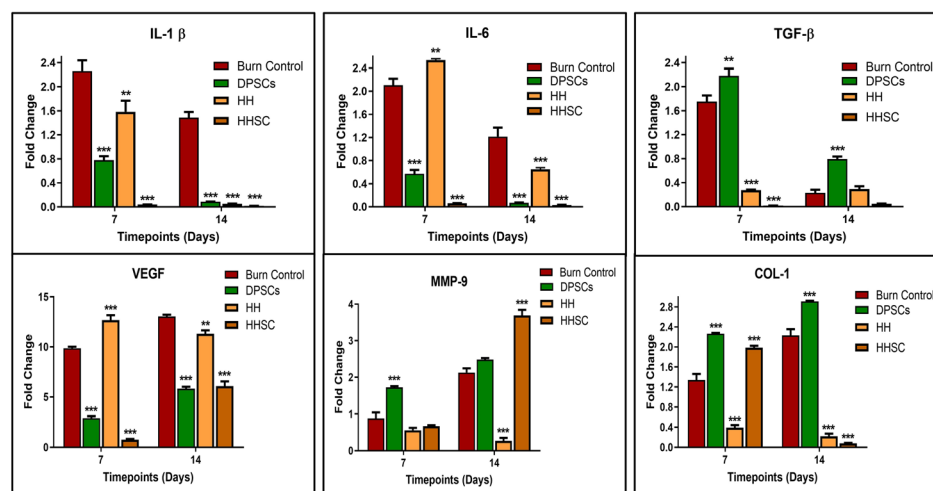 IL-1 β
Fold Change
2.4
2.0
1.6
1.2
0.8
0.4
0.0
***
**
***
***
***
***
7
14
Timepoints (Days)
Burn Control
DPSCs
HH
HHSC
IL-6
Fold Change
2.4
2.0
1.6
1.2
0.8
0.4
0.0
***
**
***
***
***
***
7
14
Timepoints (Days)
Burn Control
DPSCs
HH
HHSC
TGF-β
Fold Change
2.4
2.0
1.6
1.2
0.8
0.4
0.0
**
***
***
***
7
14
Timepoints (Days)
Burn Control
DPSCs
HH
HHSC
VEGF
Fold Change
15
10
5
0
***
***
***
***
**
***
7
14
Timepoints (Days)
Burn Control
DPSCs
HH
HHSC
MMP-9
Fold Change
4
3
2
1
0
***
***
***
7
14
Timepoints (Days)
Burn Control
DPSCs
HH
HHSC
COL-1
Fold Change
2.8
2.4
2.0
1.6
1.2
0.8
0.4
0.0
***
***
***
***
***
***
7
14
Timepoints (Days)
Burn Control
DPSCs
HH
HHSC